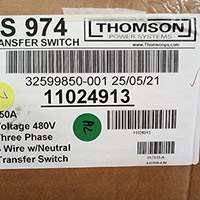 S 974
THOMSON
POWER SYSTEMS
TRANSFER SWITCH
www.Thomsonps.com
32599850-001 25/05/21
11024913
50A
Voltage 480V
Three Phase
Wire w/Neutral
Transfer Switch
11024913